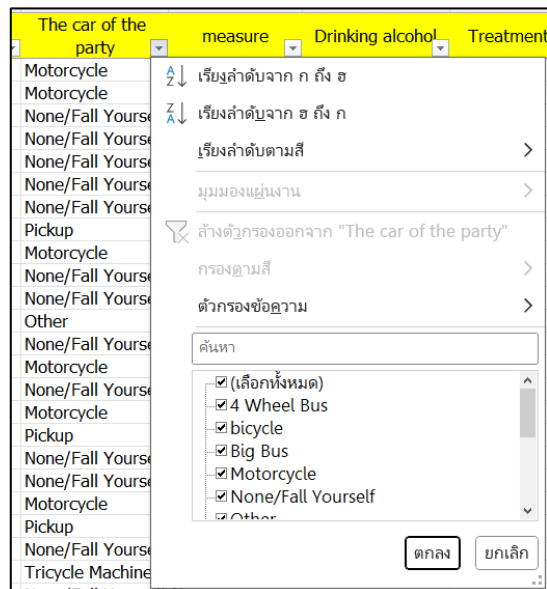 The car of the party
measure
Drinking alcohol
Treatment
Motorcycle
Motorcycle
None/Fall Yourse
None/Fall Yourse
None/Fall Yourse
None/Fall Yourse
None/Fall Yourse
Pickup
Motorcycle
None/Fall Yourse
None/Fall Yourse
Other
None/Fall Yourse
Motorcycle
None/Fall Yourse
Motorcycle
Pickup
None/Fall Yourse
None/Fall Yourse
Motorcycle
Pickup
None/Fall Yourse
Tricycle Machine
เรียงลำดับจาก ก ถึง ฮ
เรียงลำดับจาก ฮ ถึง ก
เรียงลำดับตามสี
มุมมองแผ่นงาน
ล้างตัวกรองออกจาก "The car of the party"
กรองตามสี
ตัวกรองข้อความ
ค้นหา
(เลือกทั้งหมด)
4 Wheel Bus
bicycle
Big Bus
Motorcycle
None/Fall Yourself
Other
ตกลง
ยกเลิก